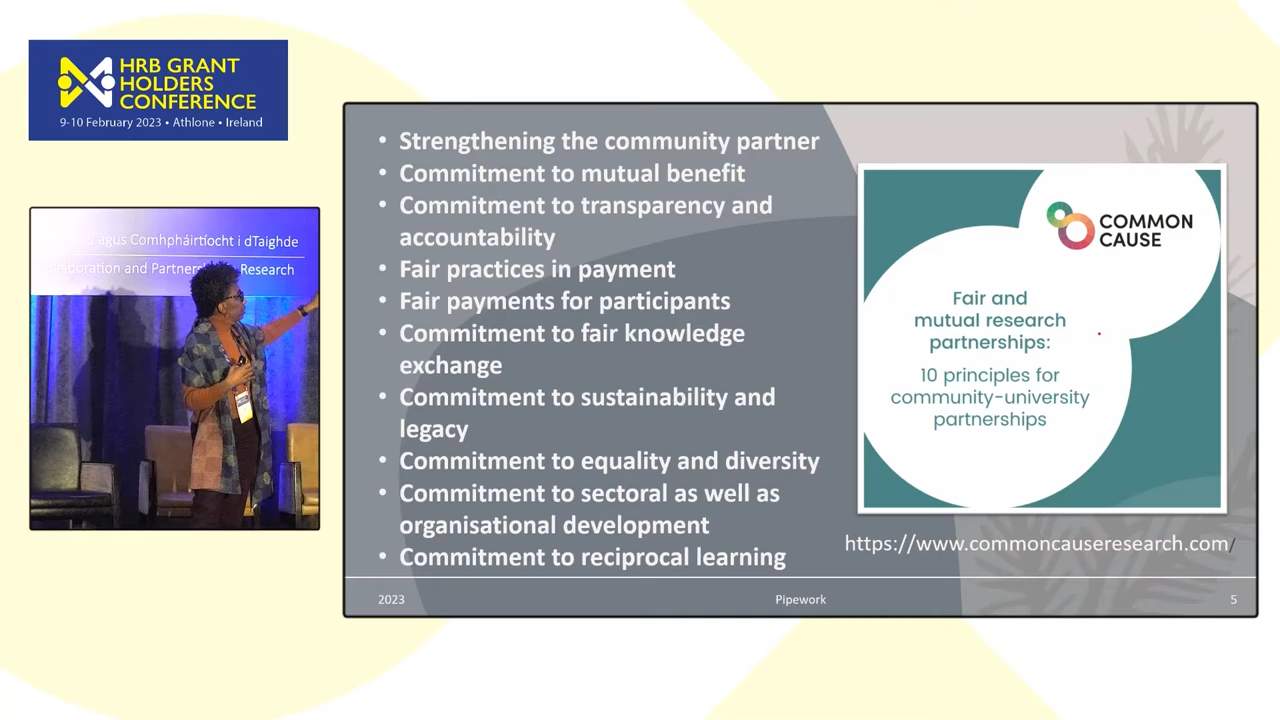 HRB GRANT
HOLDERS
CONFERENCE
9-10 February 2023 • Athlone • Ireland
agus Comhpháirtíocht i dTaighde
and Research
• Strengthening the community partner
• Commitment to mutual benefit
• Commitment to transparency and
accountability
• Fair practices in payment
• Fair payments for participants
• Commitment to fair knowledge
exchange
• Commitment to sustainability and
legacy
• Commitment to equality and diversity
• Commitment to sectoral as well as
organisational development
• Commitment to reciprocal learning
COMMON
CAUSE
Fair and
mutual research
partnerships:
10 principles for
community-university
partnerships
https://www.commoncauseresearch.com/
2023
Pipework
5